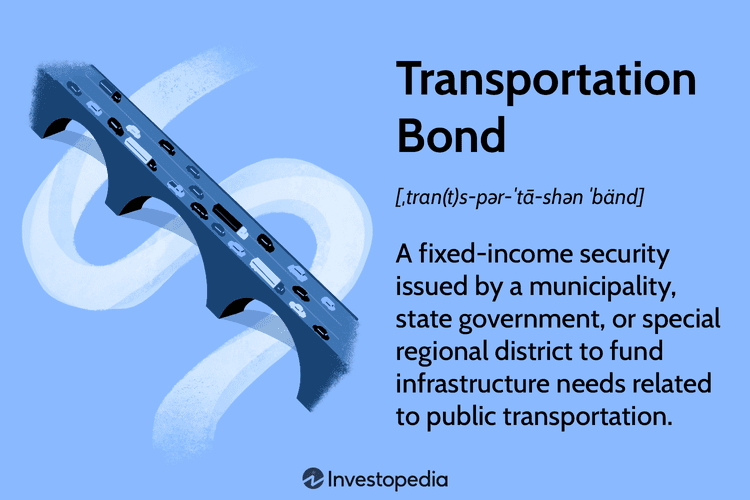 Transportation
Bond
[ˌtran(t)s-pər-ˈtā-shən ˈbänd]
A fixed-income security
issued by a municipality,
state government, or special
regional district to fund
infrastructure needs related
to public transportation.
Investopedia